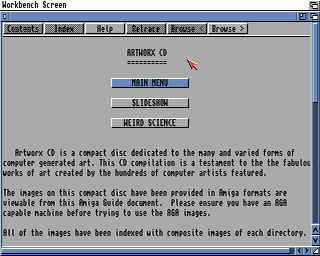 Workbench Screen
Contents Index Help Retrace Browse < Browse >
ARTWORX CD
==========
MAIN MENU
SLIDESHOW
WEIRD SCIENCE
Artworx CD is a compact disc dedicated to the many and varied forms of
computer generated art. This CD compilation is a testament to the the fabulou
works of art created by the hundreds of computer artists featured.
The images on this compact disc have been provided in Amiga formats are
viewable from this Amiga Guide document. Please ensure you have an AGA
capable machine before trying to use the AGA images.
All of the images have been indexed with composite images of each directory.